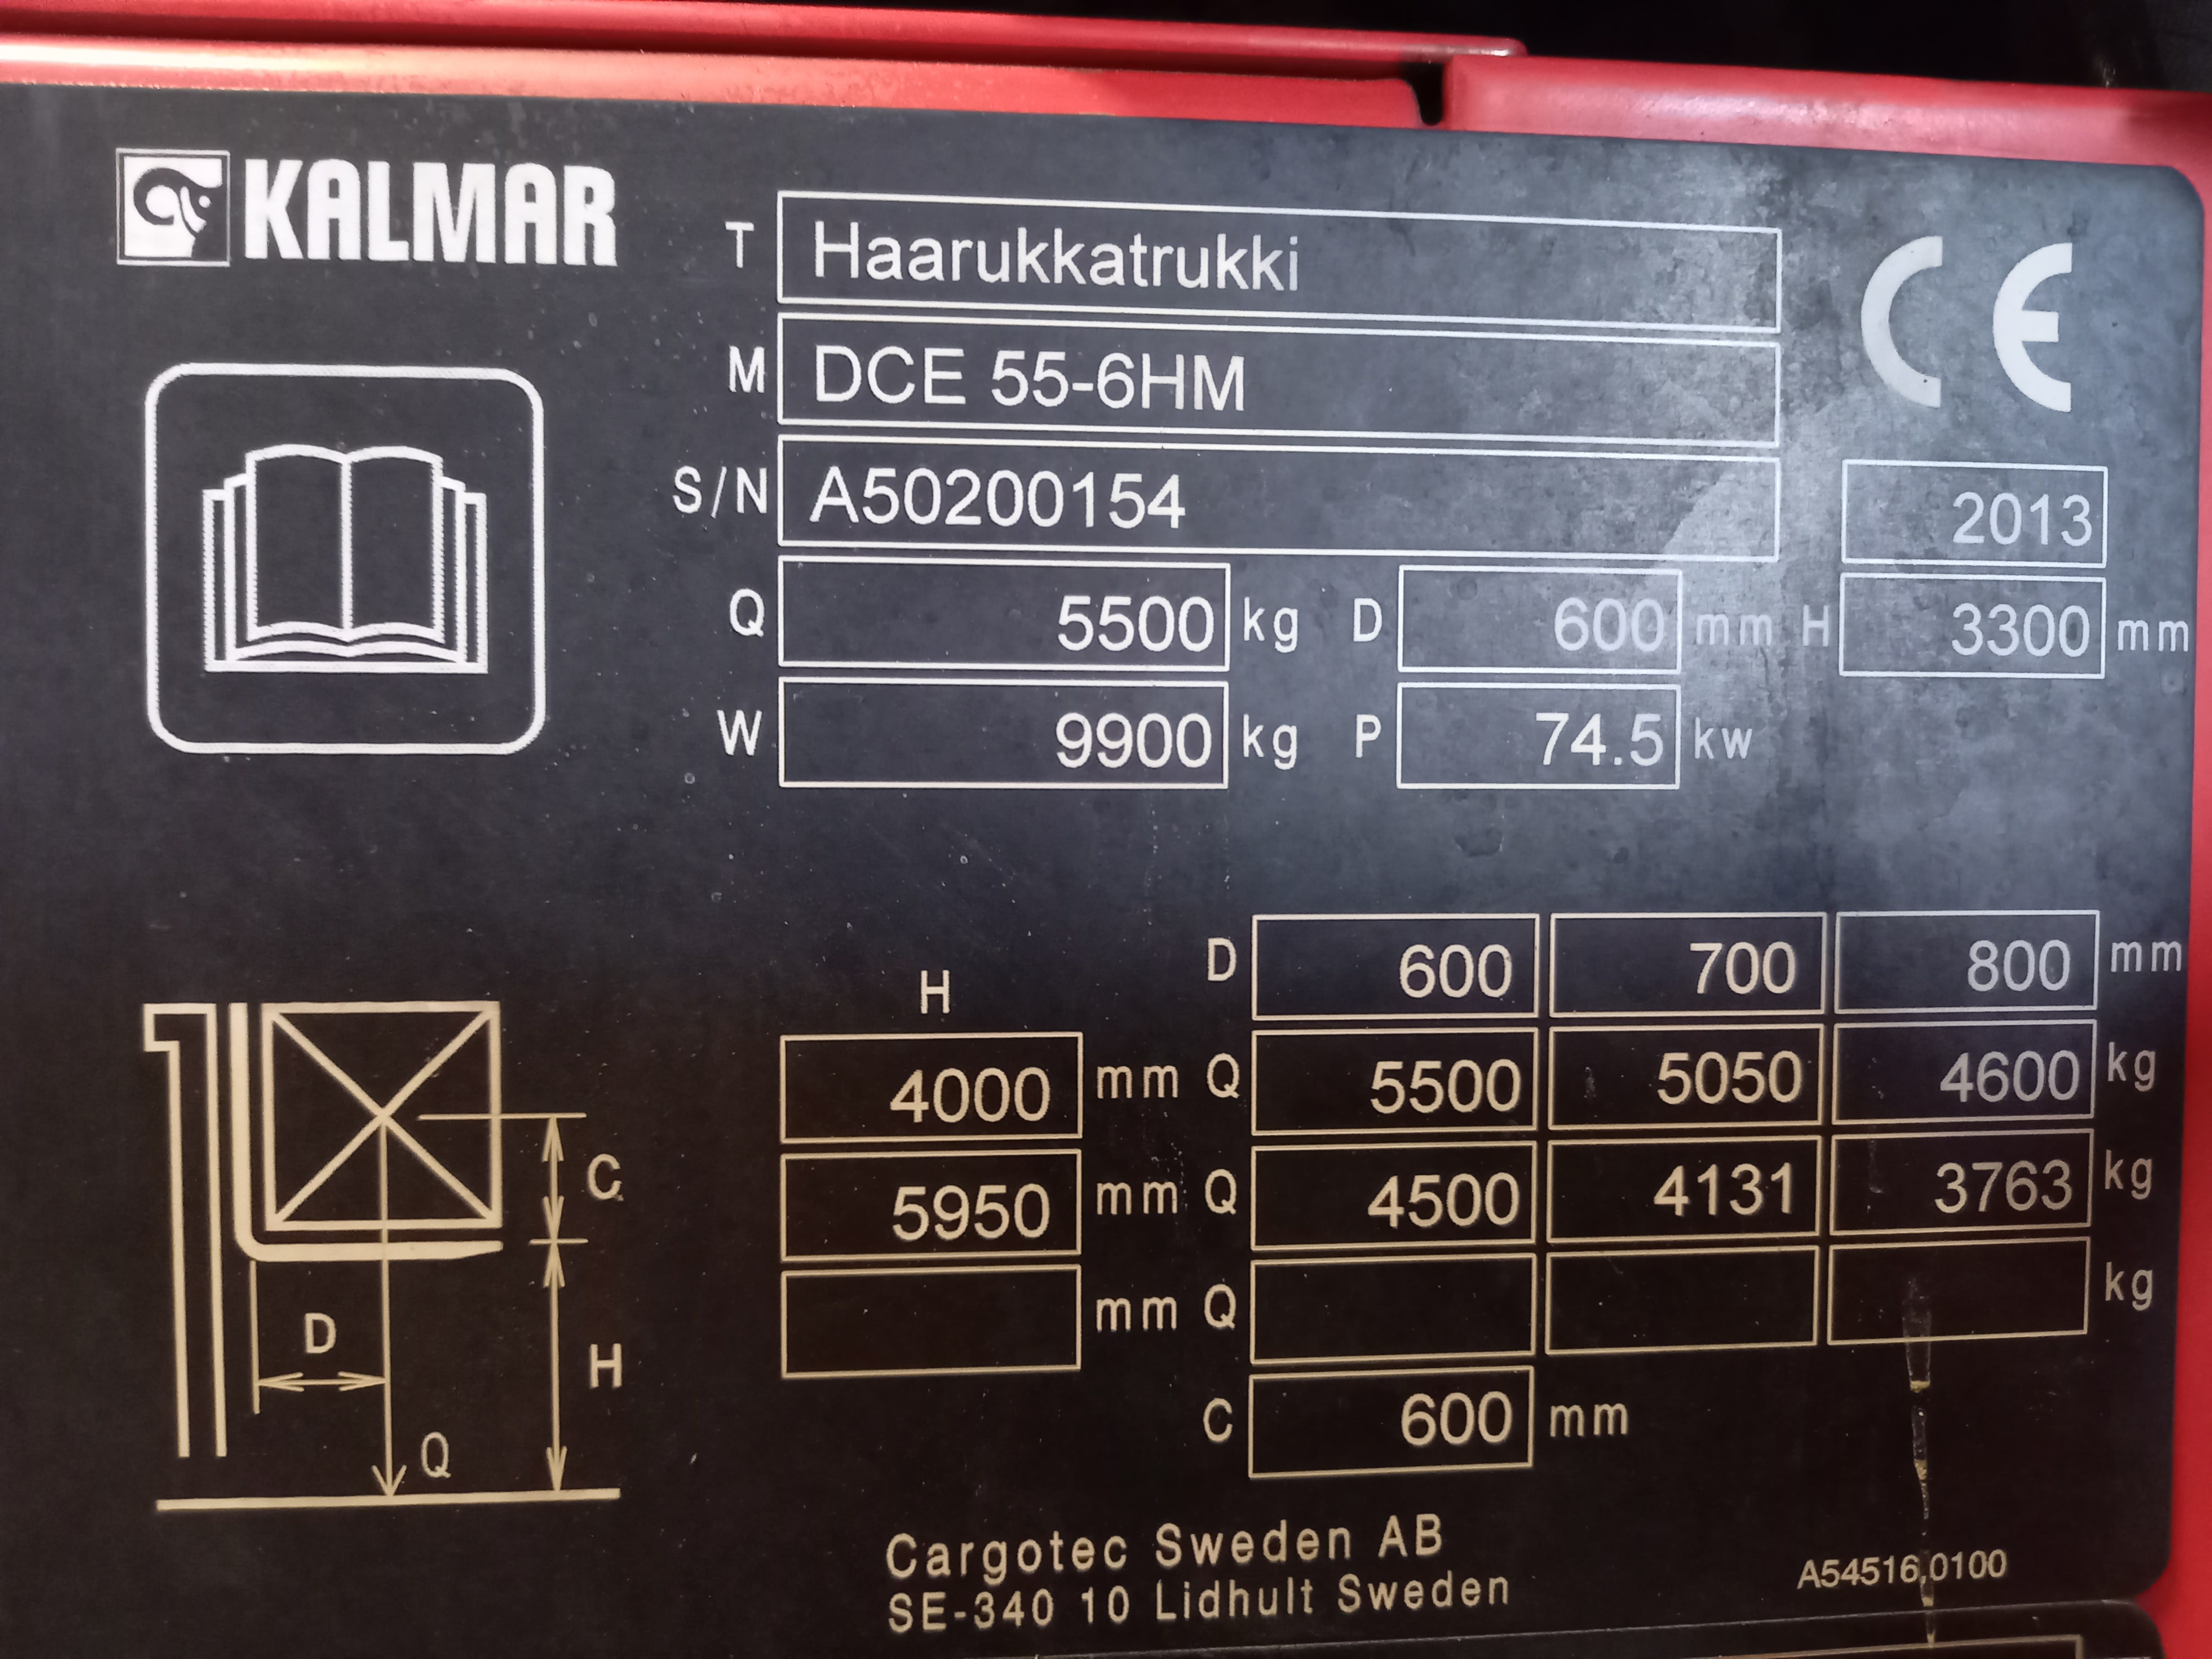 KALMAR
T Haarukkatrukki
M DCE 55-6HM
S/N A50200154 2013
Q 5500 kg D 600 mm H 3300 mm
W 9900 kg P 74.5 kw
CE
H D 600 700 800 mm
4000 mm Q 5500 5050 4600 kg
5950 mm Q 4500 4131 3763 kg
mm Q kg
C 600 mm
C
D
H
Q
Cargotec Sweden AB
SE-340 10 Lidhult Sweden
A54516,0100